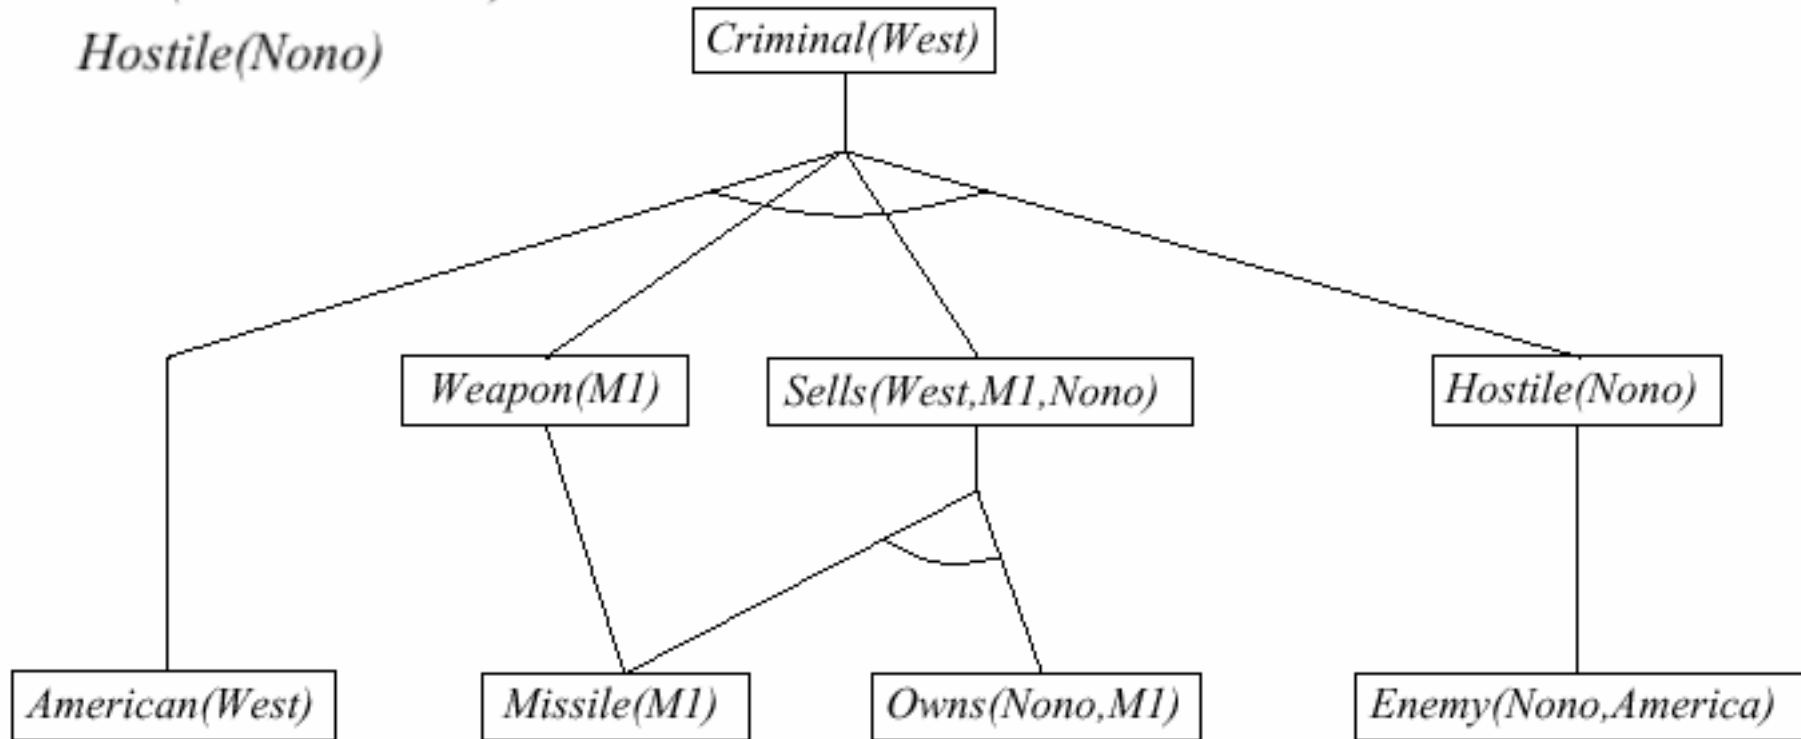 Hostile(Nono)
Criminal(West)
Weapon(M1)
Sells(West,M1,Nono)
Hostile(Nono)
American(West)
Missile(M1)
Owns(Nono,M1)
Enemy(Nono,America)